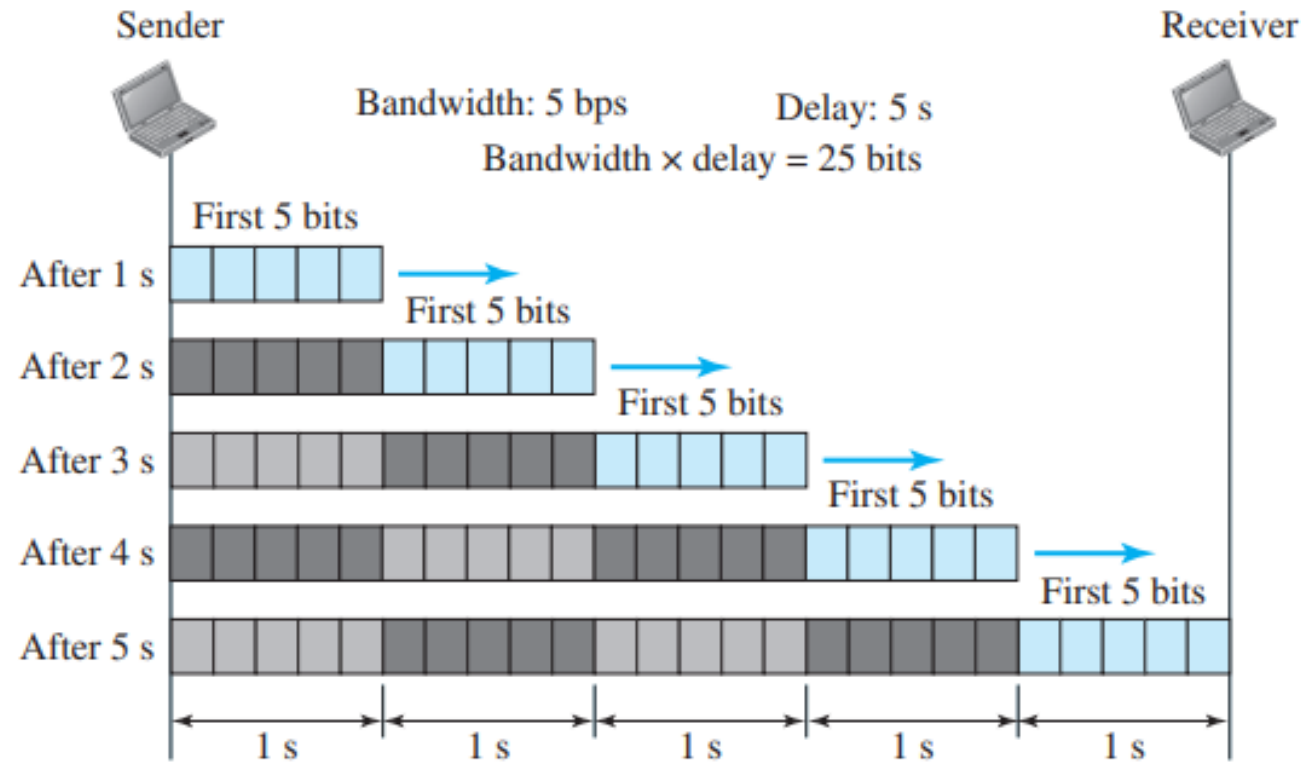 Sender
Receiver
Bandwidth: 5 bps
Delay: 5 s
Bandwidth × delay = 25 bits
First 5 bits
After 1 s
First 5 bits
After 2 s
First 5 bits
After 3 s
First 5 bits
After 4 s
First 5 bits
After 5 s
1 s
1 s
1 s
1 s
1 s